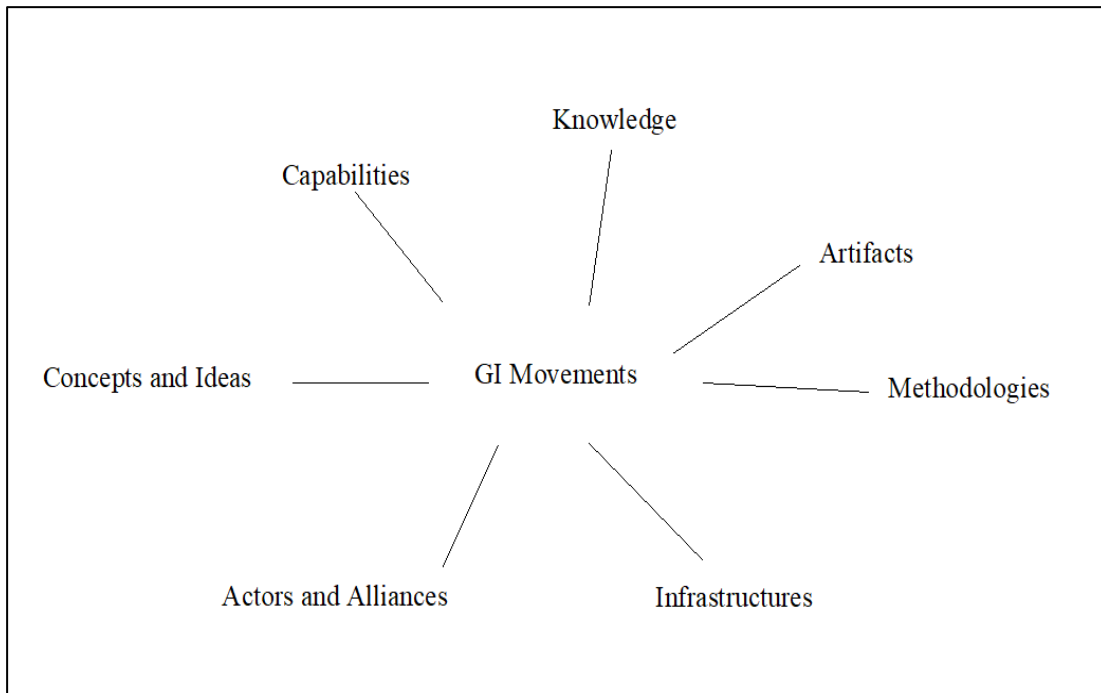 Knowledge
Capabilities
Artifacts
Concepts and Ideas
GI Movements
Methodologies
Actors and Alliances
Infrastructures